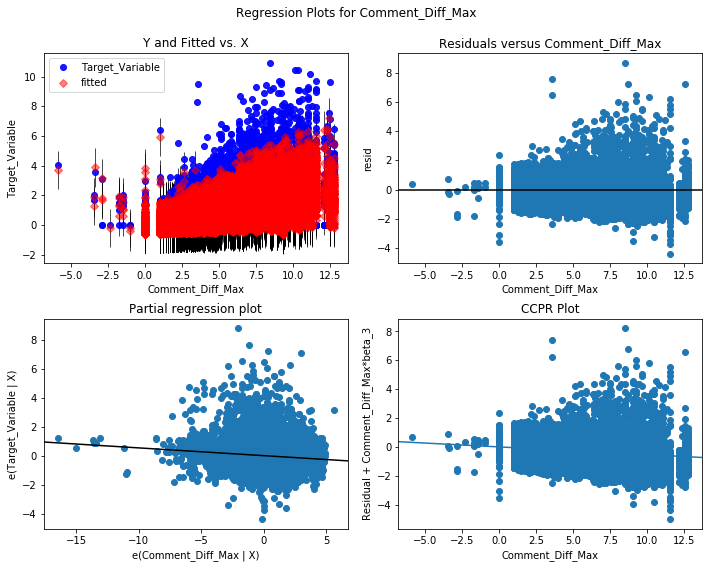 Regression Plots for Comment_Diff_Max
Y and Fitted vs. X
Target_Variable
fitted
Target_Variable
10
8
6
4
2
0
−2
−5.0 −2.5 0.0 2.5 5.0 7.5 10.0 12.5
Comment_Diff_Max
Residuals versus Comment_Diff_Max
resid
8
6
4
2
0
−2
−4
−5.0 −2.5 0.0 2.5 5.0 7.5 10.0 12.5
Comment_Diff_Max
Partial regression plot
e(Target_Variable | X)
8
6
4
2
0
−2
−4
−15 −10 −5 0 5
e(Comment_Diff_Max | X)
CCPR Plot
Residual + Comment_Diff_Max*beta_3
8
6
4
2
0
−2
−4
−5.0 −2.5 0.0 2.5 5.0 7.5 10.0 12.5
Comment_Diff_Max